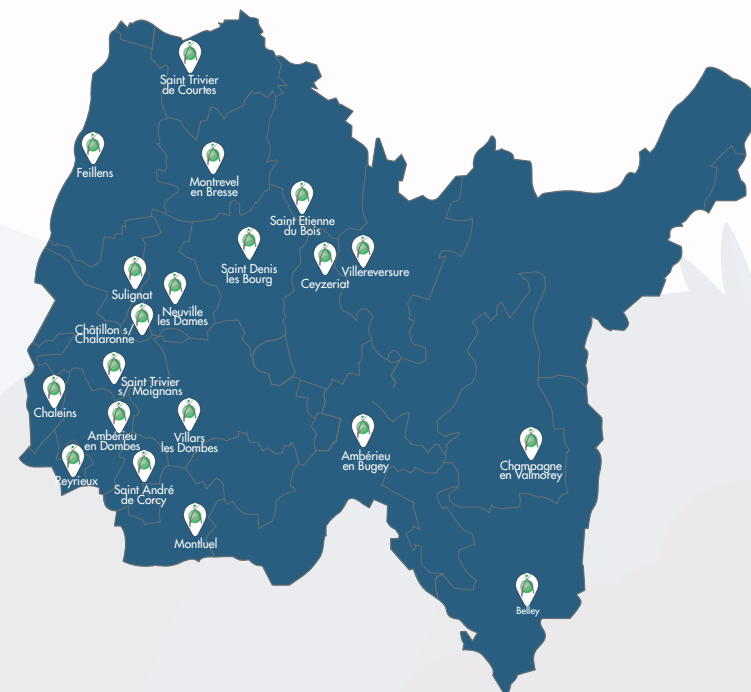 Saint Trivier
de Courtes
Feillens
Montrevel
en Bresse
Saint Etienne
du Bois
Saint Denis
les Bourg
Ceyzeriat
Villereversure
Sulignat
Neuville
les Dames
Châtillon s/
Chalaronne
Saint Trivier
s/ Moignans
Chaleins
Ambérieu
en Dombes
Villars
les Dombes
Ambérieu
en Bugey
Champagne
en Valmorey
Reyrieux
Saint André
de Corcy
Montluel
Belley